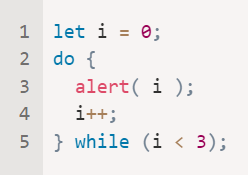 1 let i = 0;
2 do {
3   alert( i );
4   i++;
5 } while (i < 3);